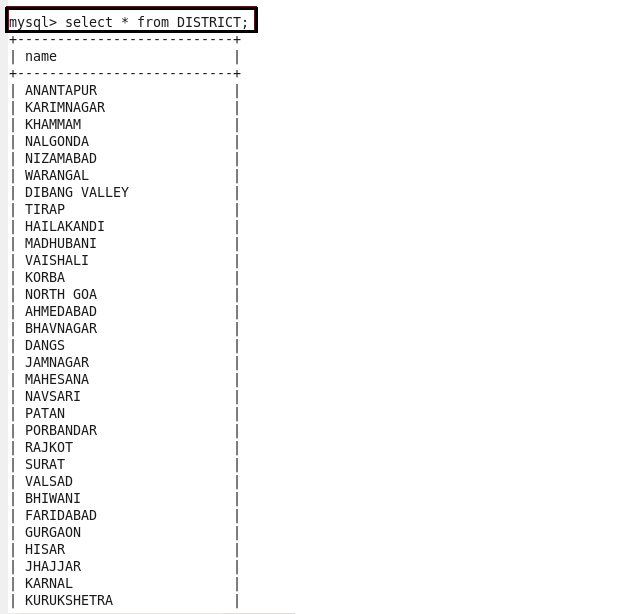 mysql> select * from DISTRICT;
+---------------------------+
| name                      |
+---------------------------+
| ANANTAPUR                 |
| KARIMNAGAR                |
| KHAMMAM                   |
| NALGONDA                  |
| NIZAMABAD                 |
| WARANGAL                  |
| DIBANG VALLEY             |
| TIRAP                     |
| HAILAKANDI                |
| MADHUBANI                 |
| VAISHALI                  |
| KORBA                     |
| NORTH GOA                 |
| AHMEDABAD                 |
| BHAVNAGAR                 |
| DANGS                     |
| JAMNAGAR                  |
| MAHESANA                  |
| NAVSARI                   |
| PATAN                     |
| PORBANDAR                 |
| RAJKOT                    |
| SURAT                     |
| VALSAD                    |
| BHIWANI                   |
| FARIDABAD                 |
| GURGAON                   |
| HISAR                     |
| JHAJJAR                   |
| KARNAL                    |
| KURUKSHETRA               |